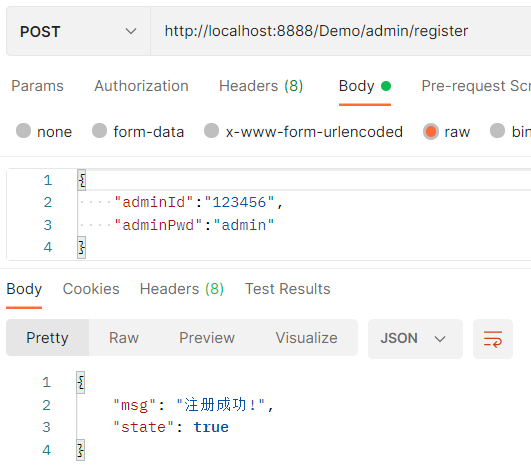 POST http://localhost:8888/Demo/admin/register
Params Authorization Headers (8) Body Pre-request Scr
none form-data x-www-form-urlencoded raw bin
1 {
2 "adminId":"123456",
3 "adminPwd":"admin"
4 }
Body Cookies Headers (8) Test Results
Pretty Raw Preview Visualize JSON
1 {
2 "msg": "注册成功!",
3 "state": true
4 }